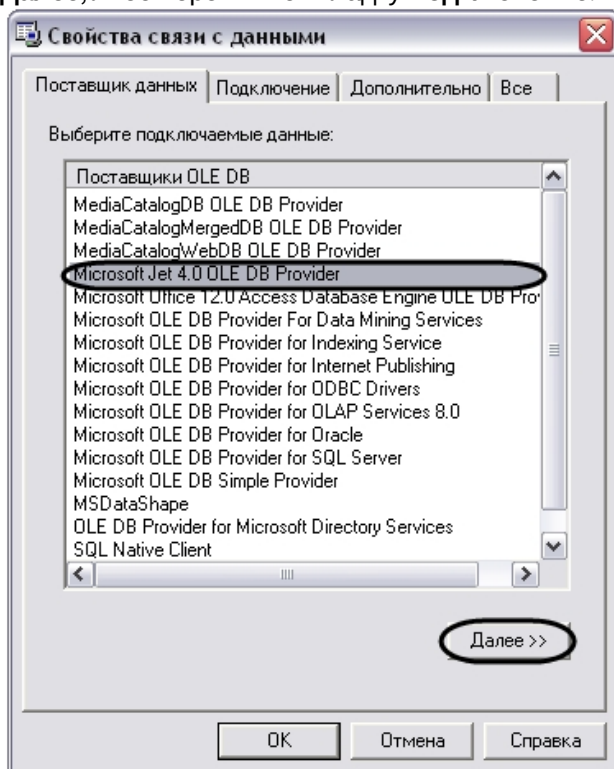 Свойства связи с данными
Поставщик данных Подключение Дополнительно Все
Выберите подключаемые данные:
Поставщики OLE DB
MediaCatalogDB OLE DB Provider
MediaCatalogMergedDB OLE DB Provider
MediaCatalogWebDB OLE DB Provider
Microsoft Jet 4.0 OLE DB Provider
Microsoft Office 12.0 Access Database Engine OLE DB Pro
Microsoft OLE DB Provider For Data Mining Services
Microsoft OLE DB Provider for Indexing Service
Microsoft OLE DB Provider for Internet Publishing
Microsoft OLE DB Provider for ODBC Drivers
Microsoft OLE DB Provider for OLAP Services 8.0
Microsoft OLE DB Provider for Oracle
Microsoft OLE DB Provider for SQL Server
Microsoft OLE DB Simple Provider
MSDataShape
OLE DB Provider for Microsoft Directory Services
SQL Native Client
Далее >>
OK Отмена Справка